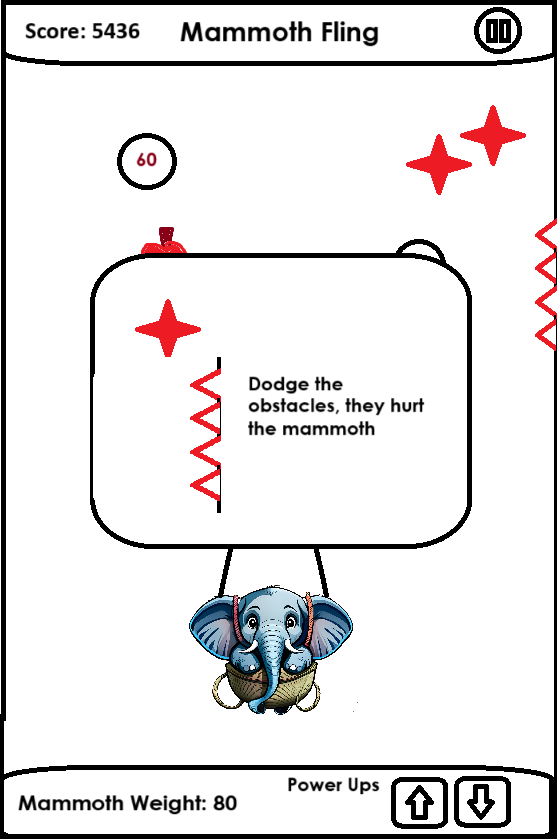 Score: 5436
Mammoth Fling
60
Dodge the
obstacles, they hurt
the mammoth
Power Ups
Mammoth Weight: 80